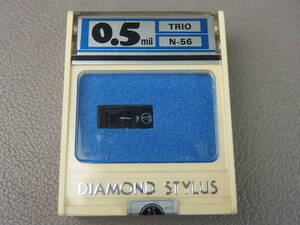 0.5 mil
TRIO
N-56
DIAMOND STYLUS